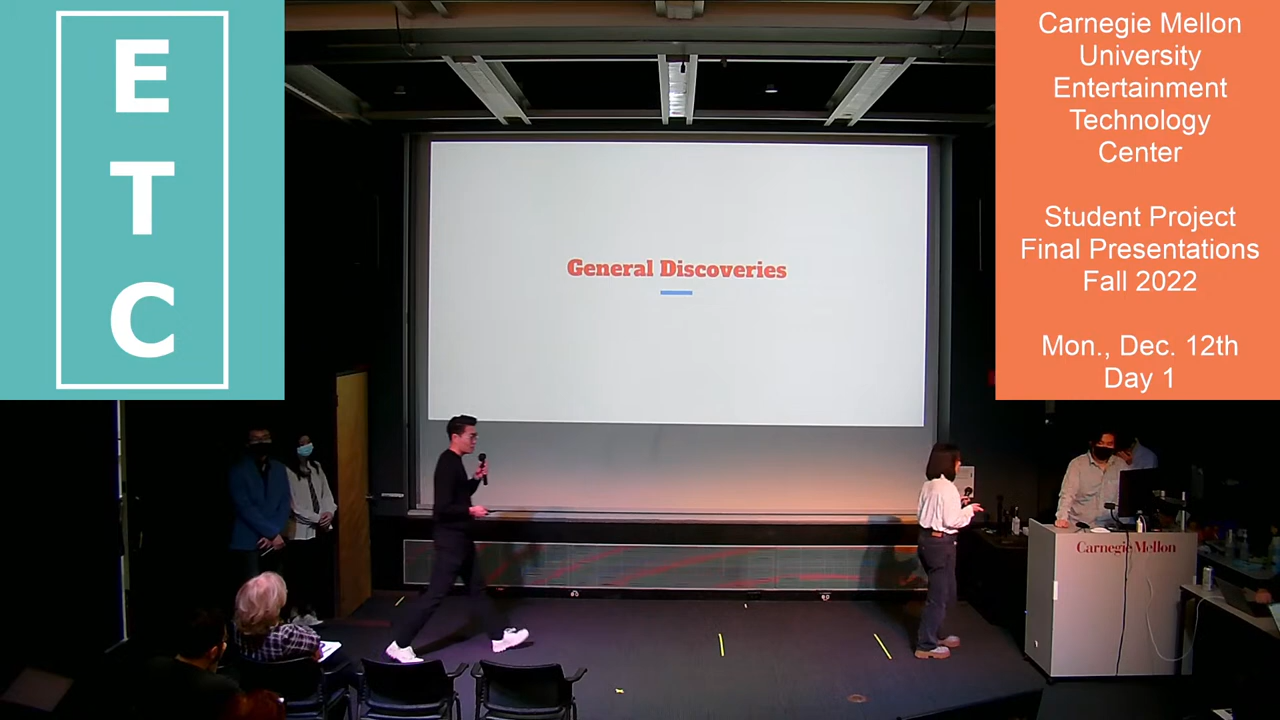 E
T
C
Carnegie Mellon
University
Entertainment
Technology
Center
Student Project
Final Presentations
Fall 2022
Mon., Dec. 12th
Day 1
General Discoveries
Carnegie Mellon